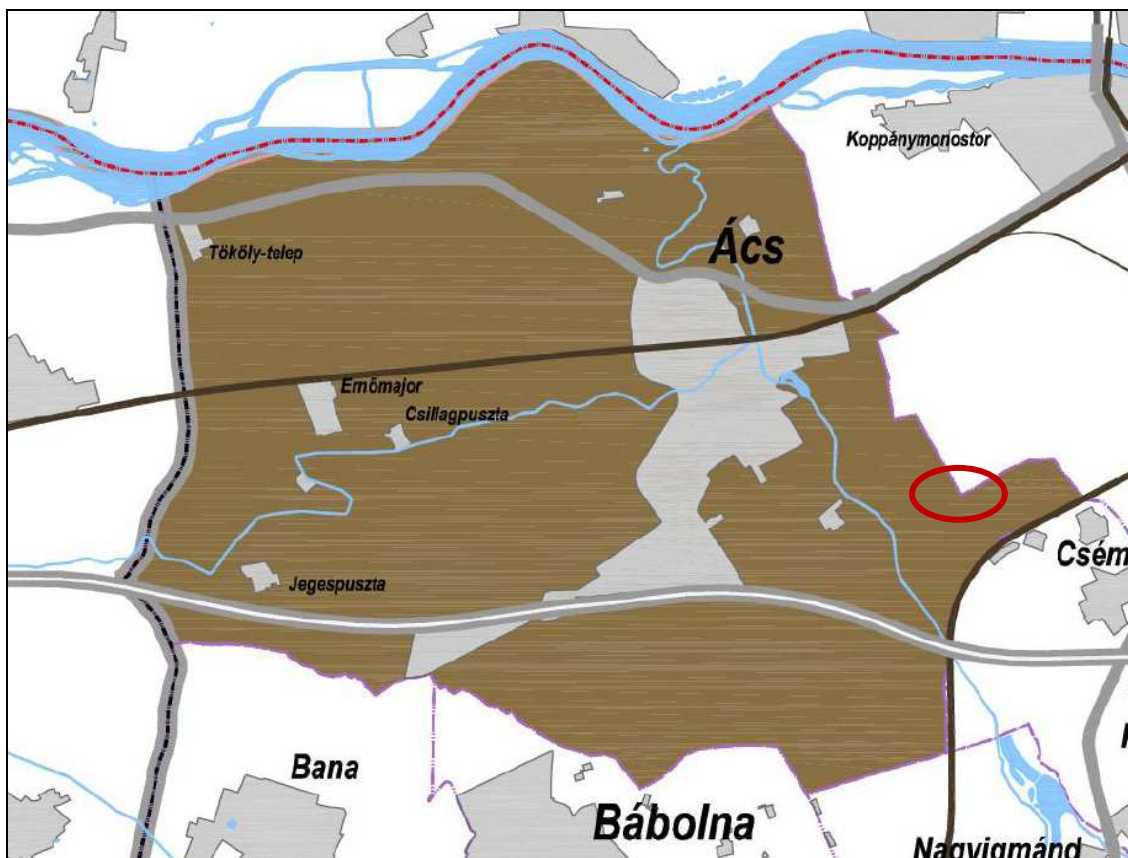 Koppánymonostor
Ács
Tököly-telep
Ernőmajor
Csillagpuszta
Csém
Jegespuszta
Bana
Bábolna
Nagyigmánd